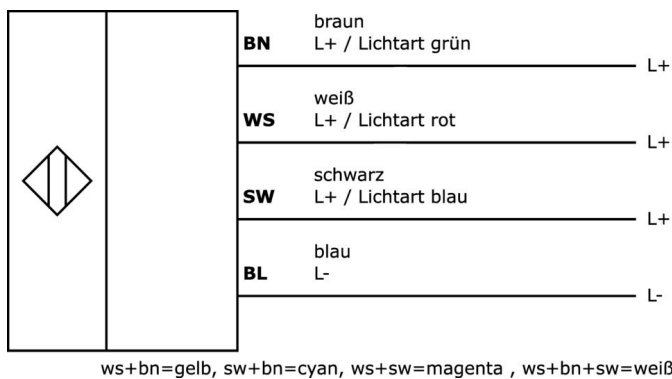 braun
BN L+ / Lichtart grün
L+
weiß
WS L+ / Lichtart rot
L+
schwarz
SW L+ / Lichtart blau
L+
blau
BL L-
L-
ws+bn=gelb, sw+bn=cyan, ws+sw=magenta , ws+bn+sw=weiß